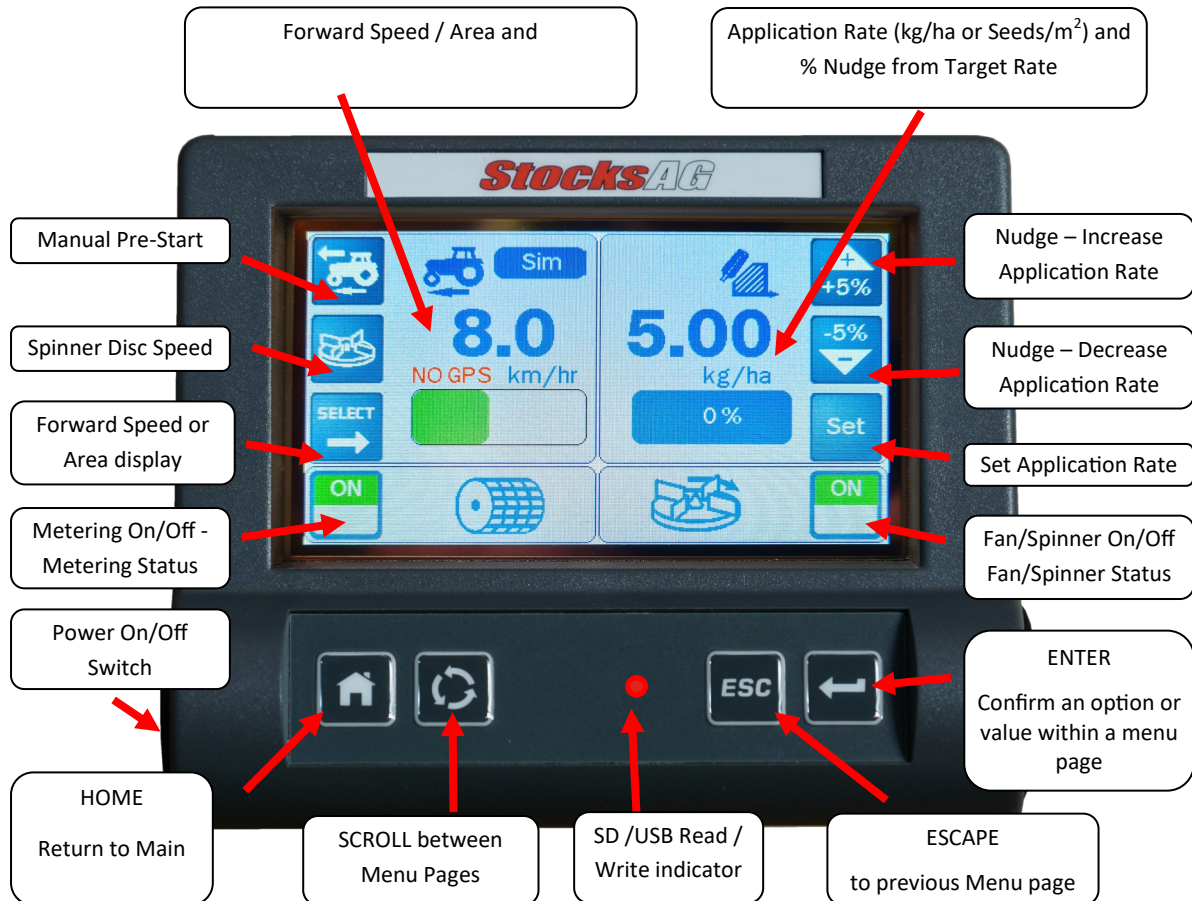 Forward Speed / Area and
Application Rate (kg/ha or Seeds/m²) and
% Nudge from Target Rate
StocksAG
Manual Pre-Start
Spinner Disc Speed
Forward Speed or
Area display
Metering On/Off -
Metering Status
Power On/Off
Switch
Sim
8.0
NO GPS km/hr
SELECT
ON
5.00
kg/ha
0 %
+
+5%
-5%
−
Set
ON
Nudge – Increase
Application Rate
Nudge – Decrease
Application Rate
Set Application Rate
Fan/Spinner On/Off
Fan/Spinner Status
ESC
ENTER
Confirm an option or
value within a menu
page
HOME
Return to Main
SCROLL between
Menu Pages
SD /USB Read /
Write indicator
ESCAPE
to previous Menu page